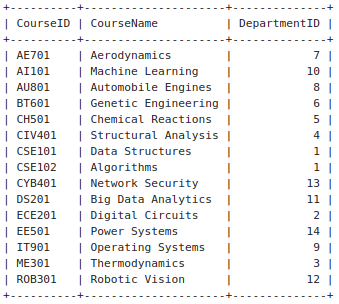 +----------+---------------------+--------------+
| CourseID | CourseName          | DepartmentID |
+----------+---------------------+--------------+
| AE701    | Aerodynamics        |            7 |
| AI101    | Machine Learning    |           10 |
| AU801    | Automobile Engines  |            8 |
| BT601    | Genetic Engineering |            6 |
| CH501    | Chemical Reactions  |            5 |
| CIV401   | Structural Analysis |            4 |
| CSE101   | Data Structures     |            1 |
| CSE102   | Algorithms          |            1 |
| CYB401   | Network Security    |           13 |
| DS201    | Big Data Analytics  |           11 |
| ECE201   | Digital Circuits    |            2 |
| EE501    | Power Systems       |           14 |
| IT901    | Operating Systems   |            9 |
| ME301    | Thermodynamics      |            3 |
| ROB301   | Robotic Vision      |           12 |
+----------+---------------------+--------------+